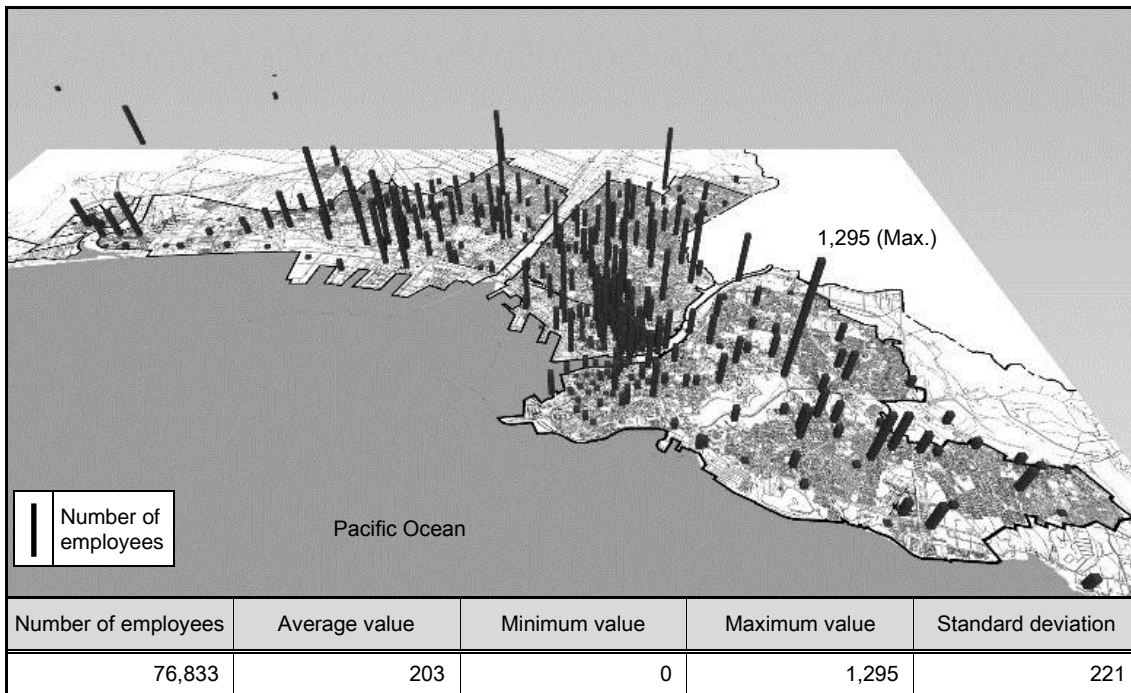 1,295 (Max.)
Number of
employees
Pacific Ocean
Number of employees Average value Minimum value Maximum value Standard deviation
76,833 203 0 1,295 221